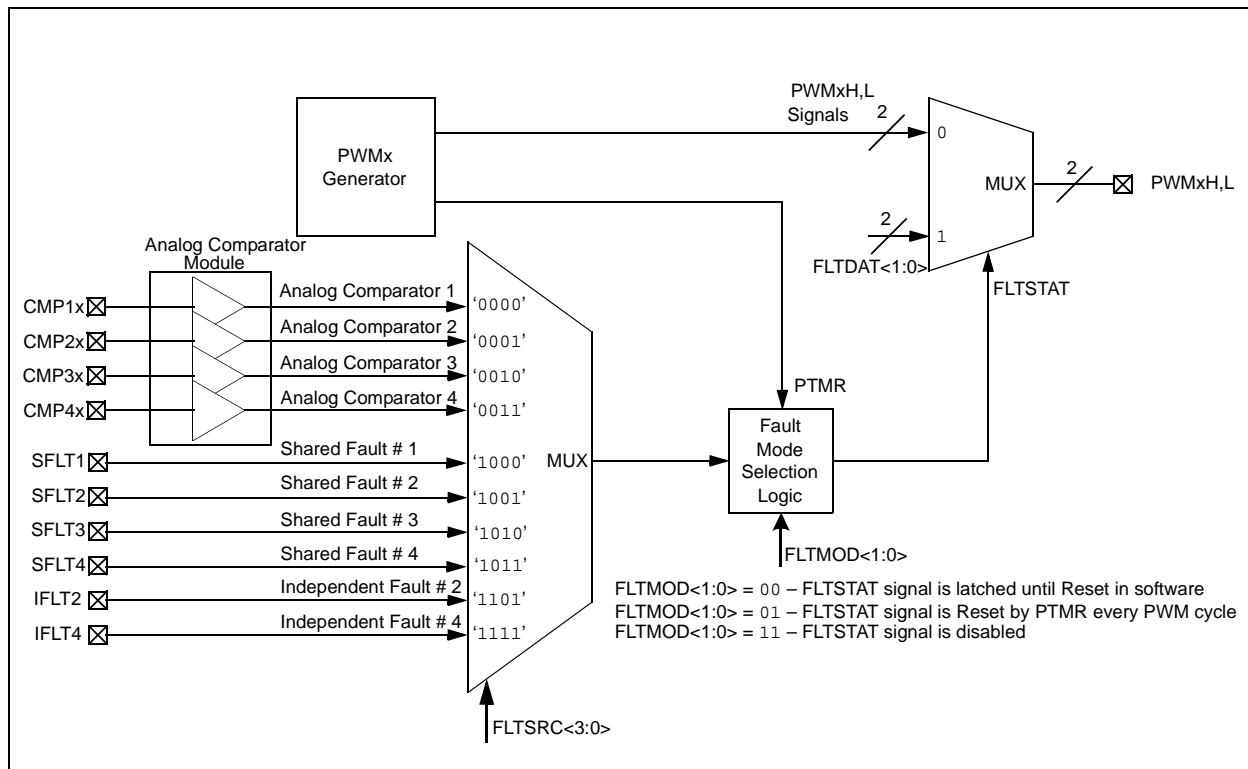 PWMxH,L
Signals
2
0
PWMx
Generator
MUX
2
PWMxH,L
2
1
FLTDAT<1:0>
FLTSTAT
Analog Comparator
Module
CMP1x
Analog Comparator 1
'0000'
CMP2x
Analog Comparator 2
'0001'
CMP3x
Analog Comparator 3
'0010'
CMP4x
Analog Comparator 4
'0011'
PTMR
SFLT1
Shared Fault # 1
'1000'
MUX
Fault
Mode
Selection
Logic
SFLT2
Shared Fault # 2
'1001'
SFLT3
Shared Fault # 3
'1010'
SFLT4
Shared Fault # 4
'1011'
FLTMOD<1:0>
IFLT2
Independent Fault # 2
'1101'
IFLT4
Independent Fault # 4
'1111'
FLTMOD<1:0> = 00 – FLTSTAT signal is latched until Reset in software
FLTMOD<1:0> = 01 – FLTSTAT signal is Reset by PTMR every PWM cycle
FLTMOD<1:0> = 11 – FLTSTAT signal is disabled
FLTSRC<3:0>